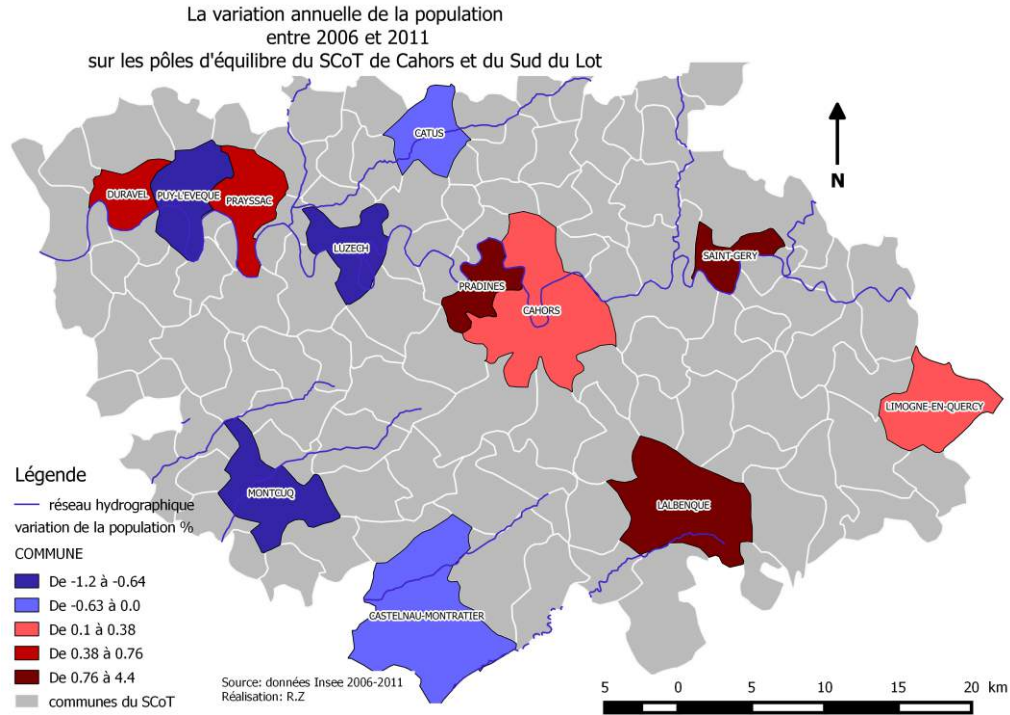 La variation annuelle de la population
entre 2006 et 2011
sur les pôles d'équilibre du SCoT de Cahors et du Sud du Lot
CATUS
N
DURAVEL
PUY-L'EVEQUE
PRAYSSAC
LUZECH
SAINT-GERY
PRADINES
CAHORS
LIMOGNE-EN-QUERCY
MONTCUQ
LALBENQUE
CASTELNAU-MONTRATIER
Légende
réseau hydrographique
variation de la population %
COMMUNE
De -1.2 à -0.64
De -0.63 à 0.0
De 0.1 à 0.38
De 0.38 à 0.76
De 0.76 à 4.4
communes du SCoT
Source: données Insee 2006-2011
Réalisation: R.Z
5 0 5 10 15 20 km